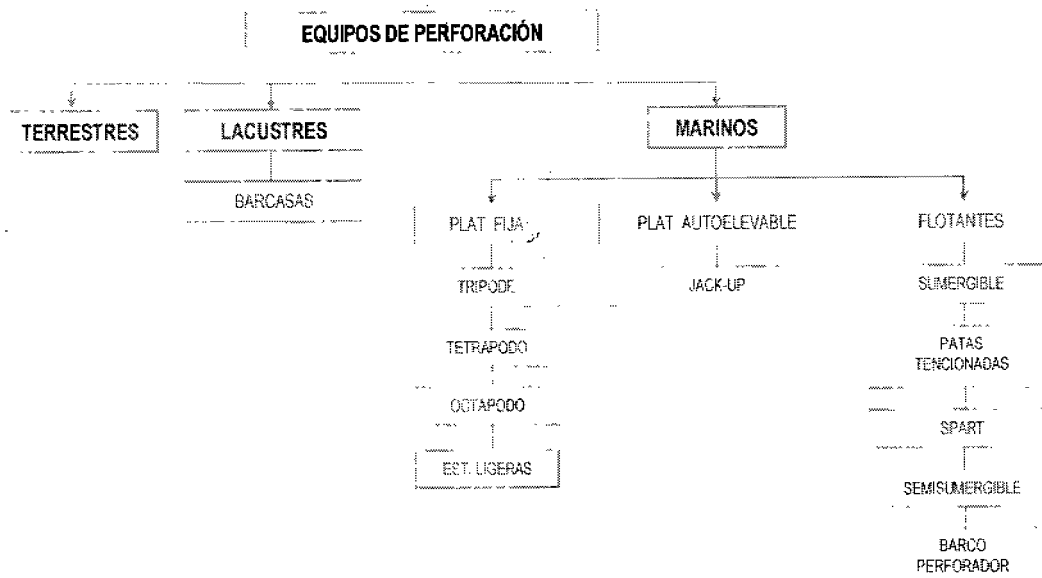 EQUIPOS DE PERFORACIÓN
TERRESTRES
LACUSTRES
MARINOS
BARCASAS
PLAT FIJA
PLAT AUTOELEVABLE
FLOTANTES
TRIPODE
JACK-UP
SUMERGIBLE
TETRAPODO
PATAS
TENCIONADAS
OCTAPODO
SPART
EST. LIGERAS
SEMISUMERGIBLE
BARCO
PERFORADOR